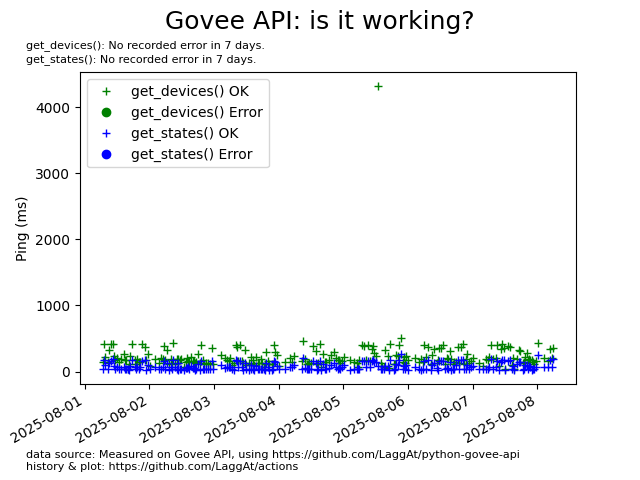 Govee API: is it working?
get_devices(): No recorded error in 7 days.
get_states(): No recorded error in 7 days.
get_devices() OK
get_devices() Error
get_states() OK
get_states() Error
Ping (ms)
4000
3000
2000
1000
0
2025-08-01
2025-08-02
2025-08-03
2025-08-04
2025-08-05
2025-08-06
2025-08-07
2025-08-08
data source: Measured on Govee API, using https://github.com/LaggAt/python-govee-api
history & plot: https://github.com/LaggAt/actions